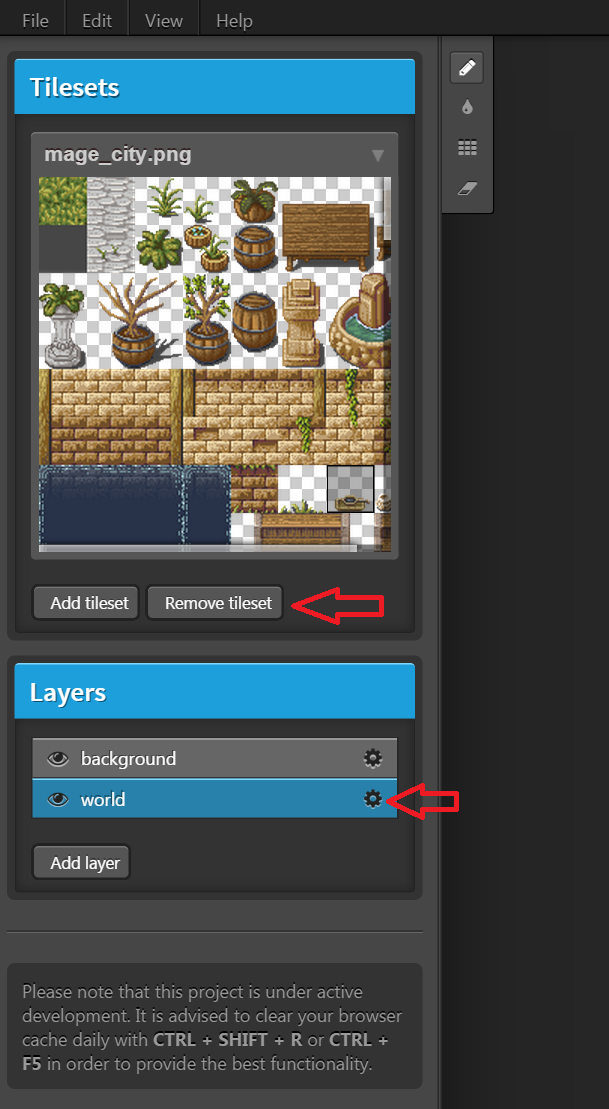 File Edit View Help
Tilesets
mage_city.png
Add tileset Remove tileset
Layers
background
world
Add layer
Please note that this project is under active
development. It is advised to clear your browser
cache daily with CTRL + SHIFT + R or CTRL +
F5 in order to provide the best functionality.